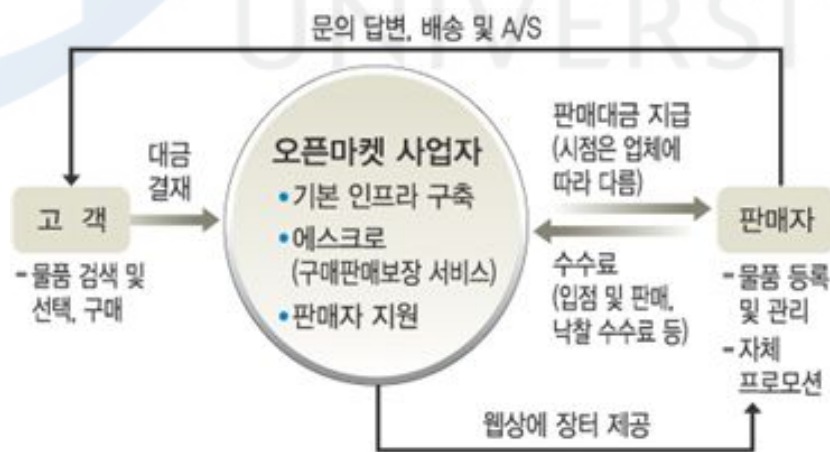 UNIVERSI
문의 답변, 배송 및 A/S
대금
결재
고 객
- 물품 검색 및
선택, 구매
오픈마켓 사업자
•기본 인프라 구축
•에스크로
(구매판매보장 서비스)
•판매자 지원
판매대금 지급
(시점은 업체에
따라 다름)
수수료
(입점 및 판매,
낙찰 수수료 등)
판매자
- 물품 등록
및 관리
- 자체
프로모션
웹상에 장터 제공